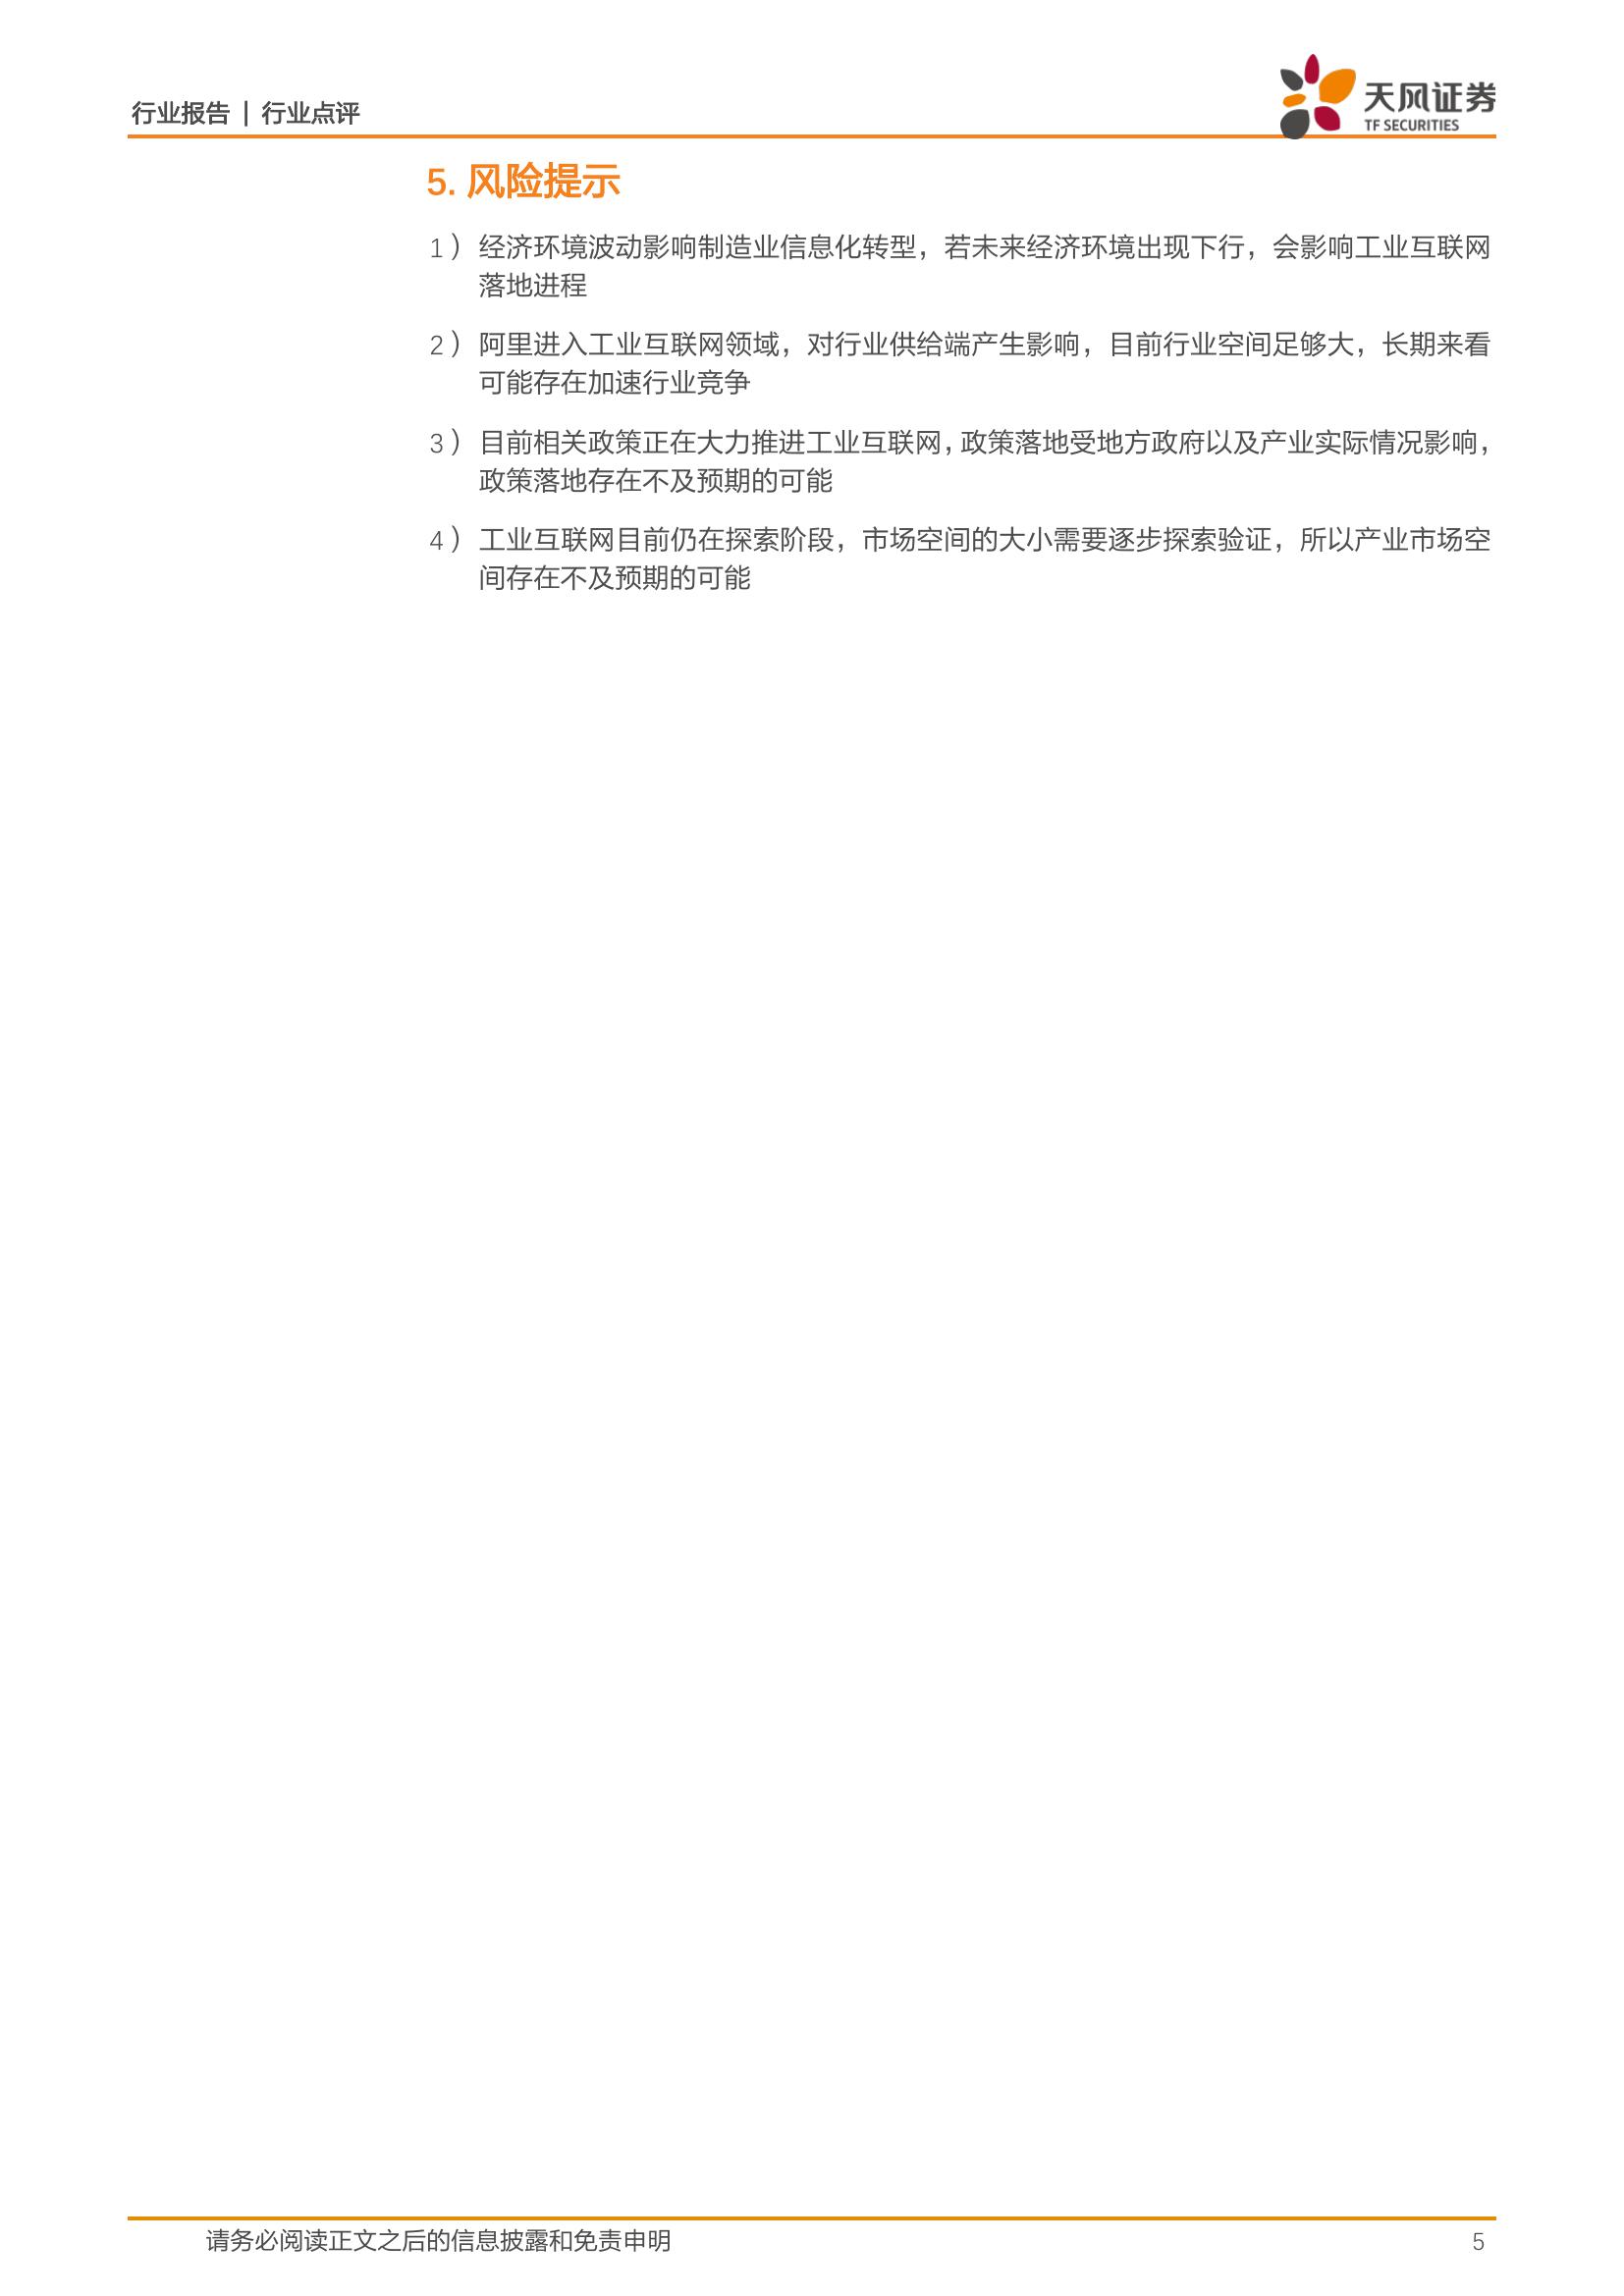 行业报告 | 行业点评
天风证券
TF SECURITIES
5. 风险提示
1） 经济环境波动影响制造业信息化转型，若未来经济环境出现下行，会影响工业互联网
落地进程
2） 阿里进入工业互联网领域，对行业供给端产生影响，目前行业空间足够大，长期来看
可能存在加速行业竞争
3） 目前相关政策正在大力推进工业互联网，政策落地受地方政府以及产业实际情况影响，
政策落地存在不及预期的可能
4） 工业互联网目前仍在探索阶段，市场空间的大小需要逐步探索验证，所以产业市场空
间存在不及预期的可能
请务必阅读正文之后的信息披露和免责申明 5